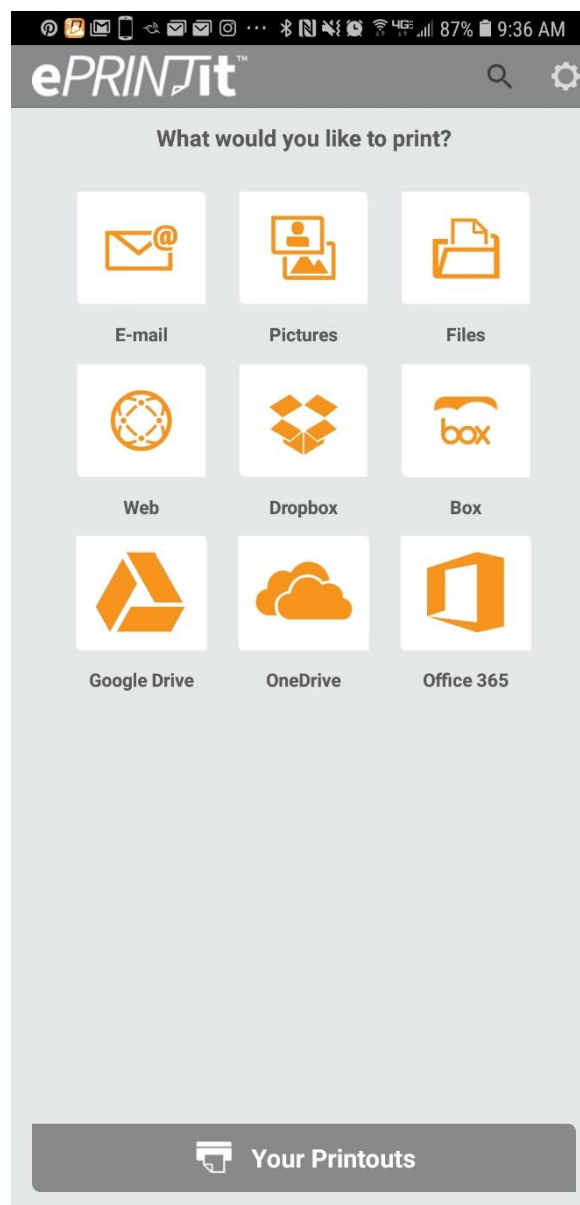 87% 9:36 AM
ePRINTit™
What would you like to print?
E-mail Pictures Files
box
Web Dropbox Box
Google Drive OneDrive Office 365
Your Printouts